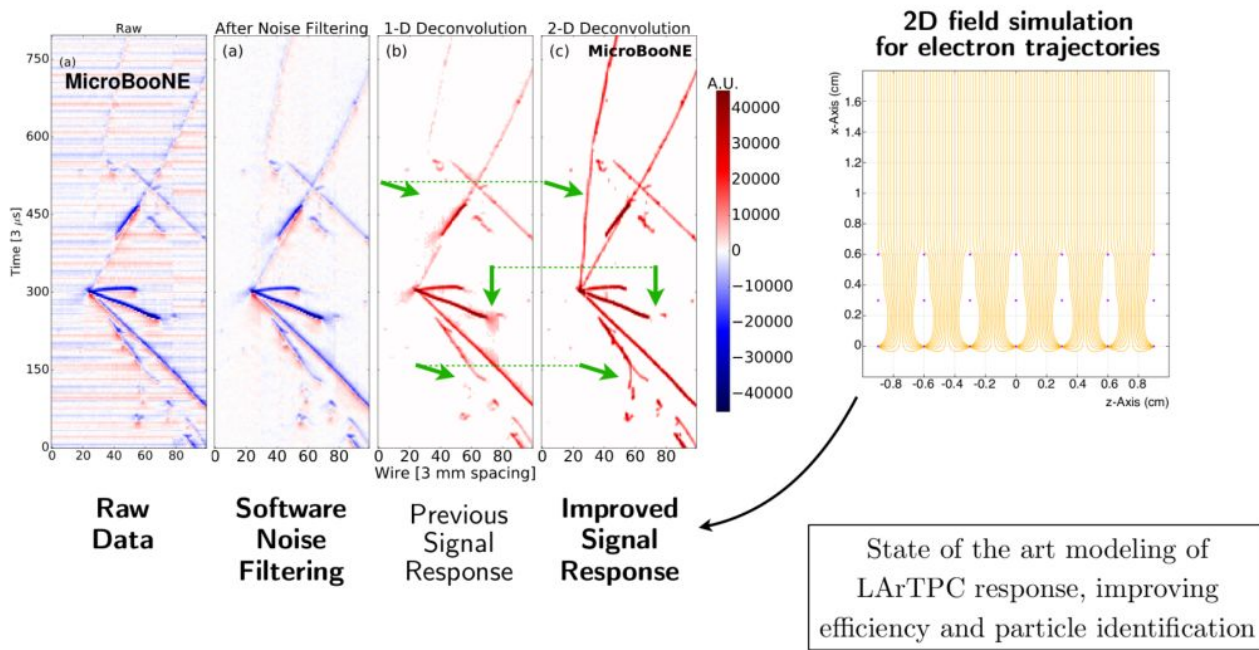 Raw
After Noise Filtering
1-D Deconvolution
2-D Deconvolution
(a)
MicroBooNE
(a)
(b)
(c)
MicroBooNE
Time [3 μs]
750
600
450
300
150
0
0 20 40 60 80
0 20 40 60 80
0 20 40 60 80
0 20 40 60 80 100
Wire [3 mm spacing]
A.U.
40000
30000
20000
10000
0
−10000
−20000
−30000
−40000
2D field simulation
for electron trajectories
x-Axis (cm)
1.6
1.4
1.2
1
0.8
0.6
0.4
0.2
0
-0.8 -0.6 -0.4 -0.2 0 0.2 0.4 0.6 0.8
z-Axis (cm)
Raw
Data
Software
Noise
Filtering
Previous
Signal
Response
Improved
Signal
Response
State of the art modeling of
LArTPC response, improving
efficiency and particle identification